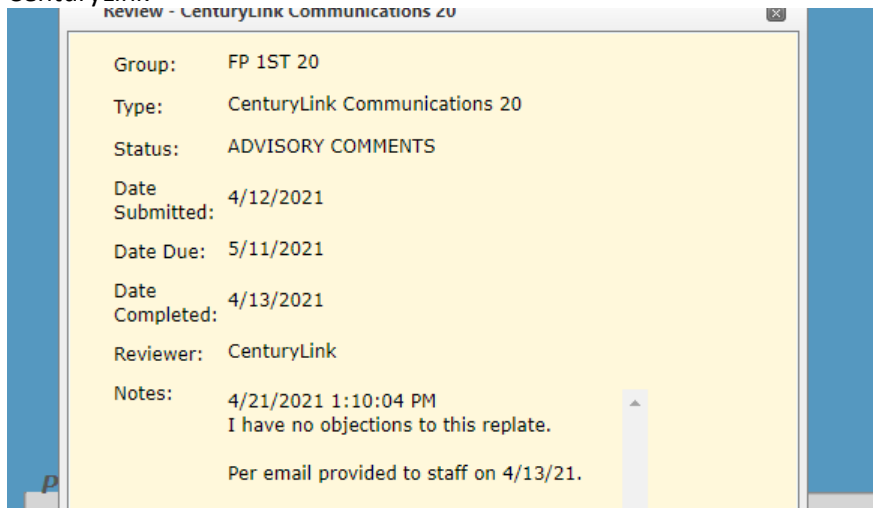 CenturyLink
Review - CenturyLink Communications 20
Group: FP 1ST 20
Type: CenturyLink Communications 20
Status: ADVISORY COMMENTS
Date
Submitted: 4/12/2021
Date Due: 5/11/2021
Date
Completed: 4/13/2021
Reviewer: CenturyLink
Notes: 4/21/2021 1:10:04 PM
I have no objections to this replate.
Per email provided to staff on 4/13/21.
P